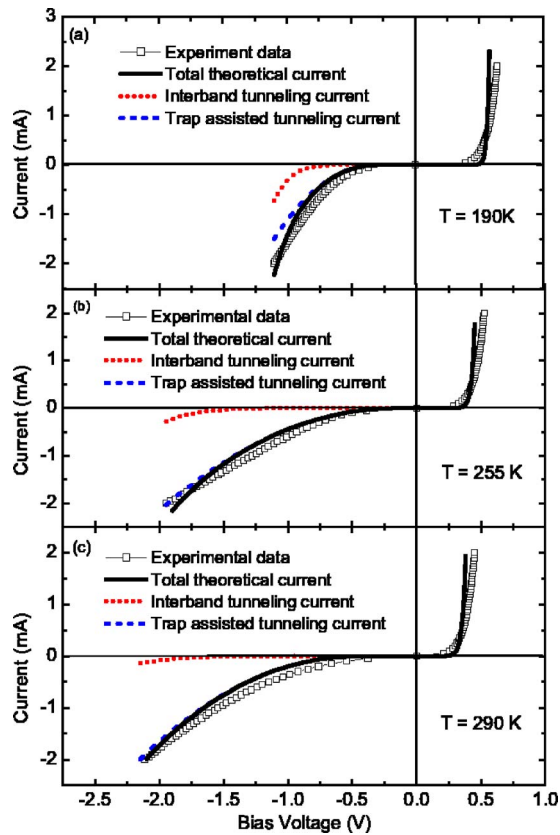 (a)
Experiment data
Total theoretical current
Interband tunneling current
Trap assisted tunneling current
T = 190K
2
1
0
-1
-2
Current (mA)
(b)
Experimental data
Total theoretical current
Interband tunneling current
Trap assisted tunneling current
T = 255 K
2
1
0
-1
-2
Current (mA)
(c)
Experimental data
Total theoretical current
Interband tunneling current
Trap assisted tunneling current
T = 290 K
2
1
0
-1
-2
Current (mA)
-2.5 -2.0 -1.5 -1.0 -0.5 0.0 0.5 1.0
Bias Voltage (V)